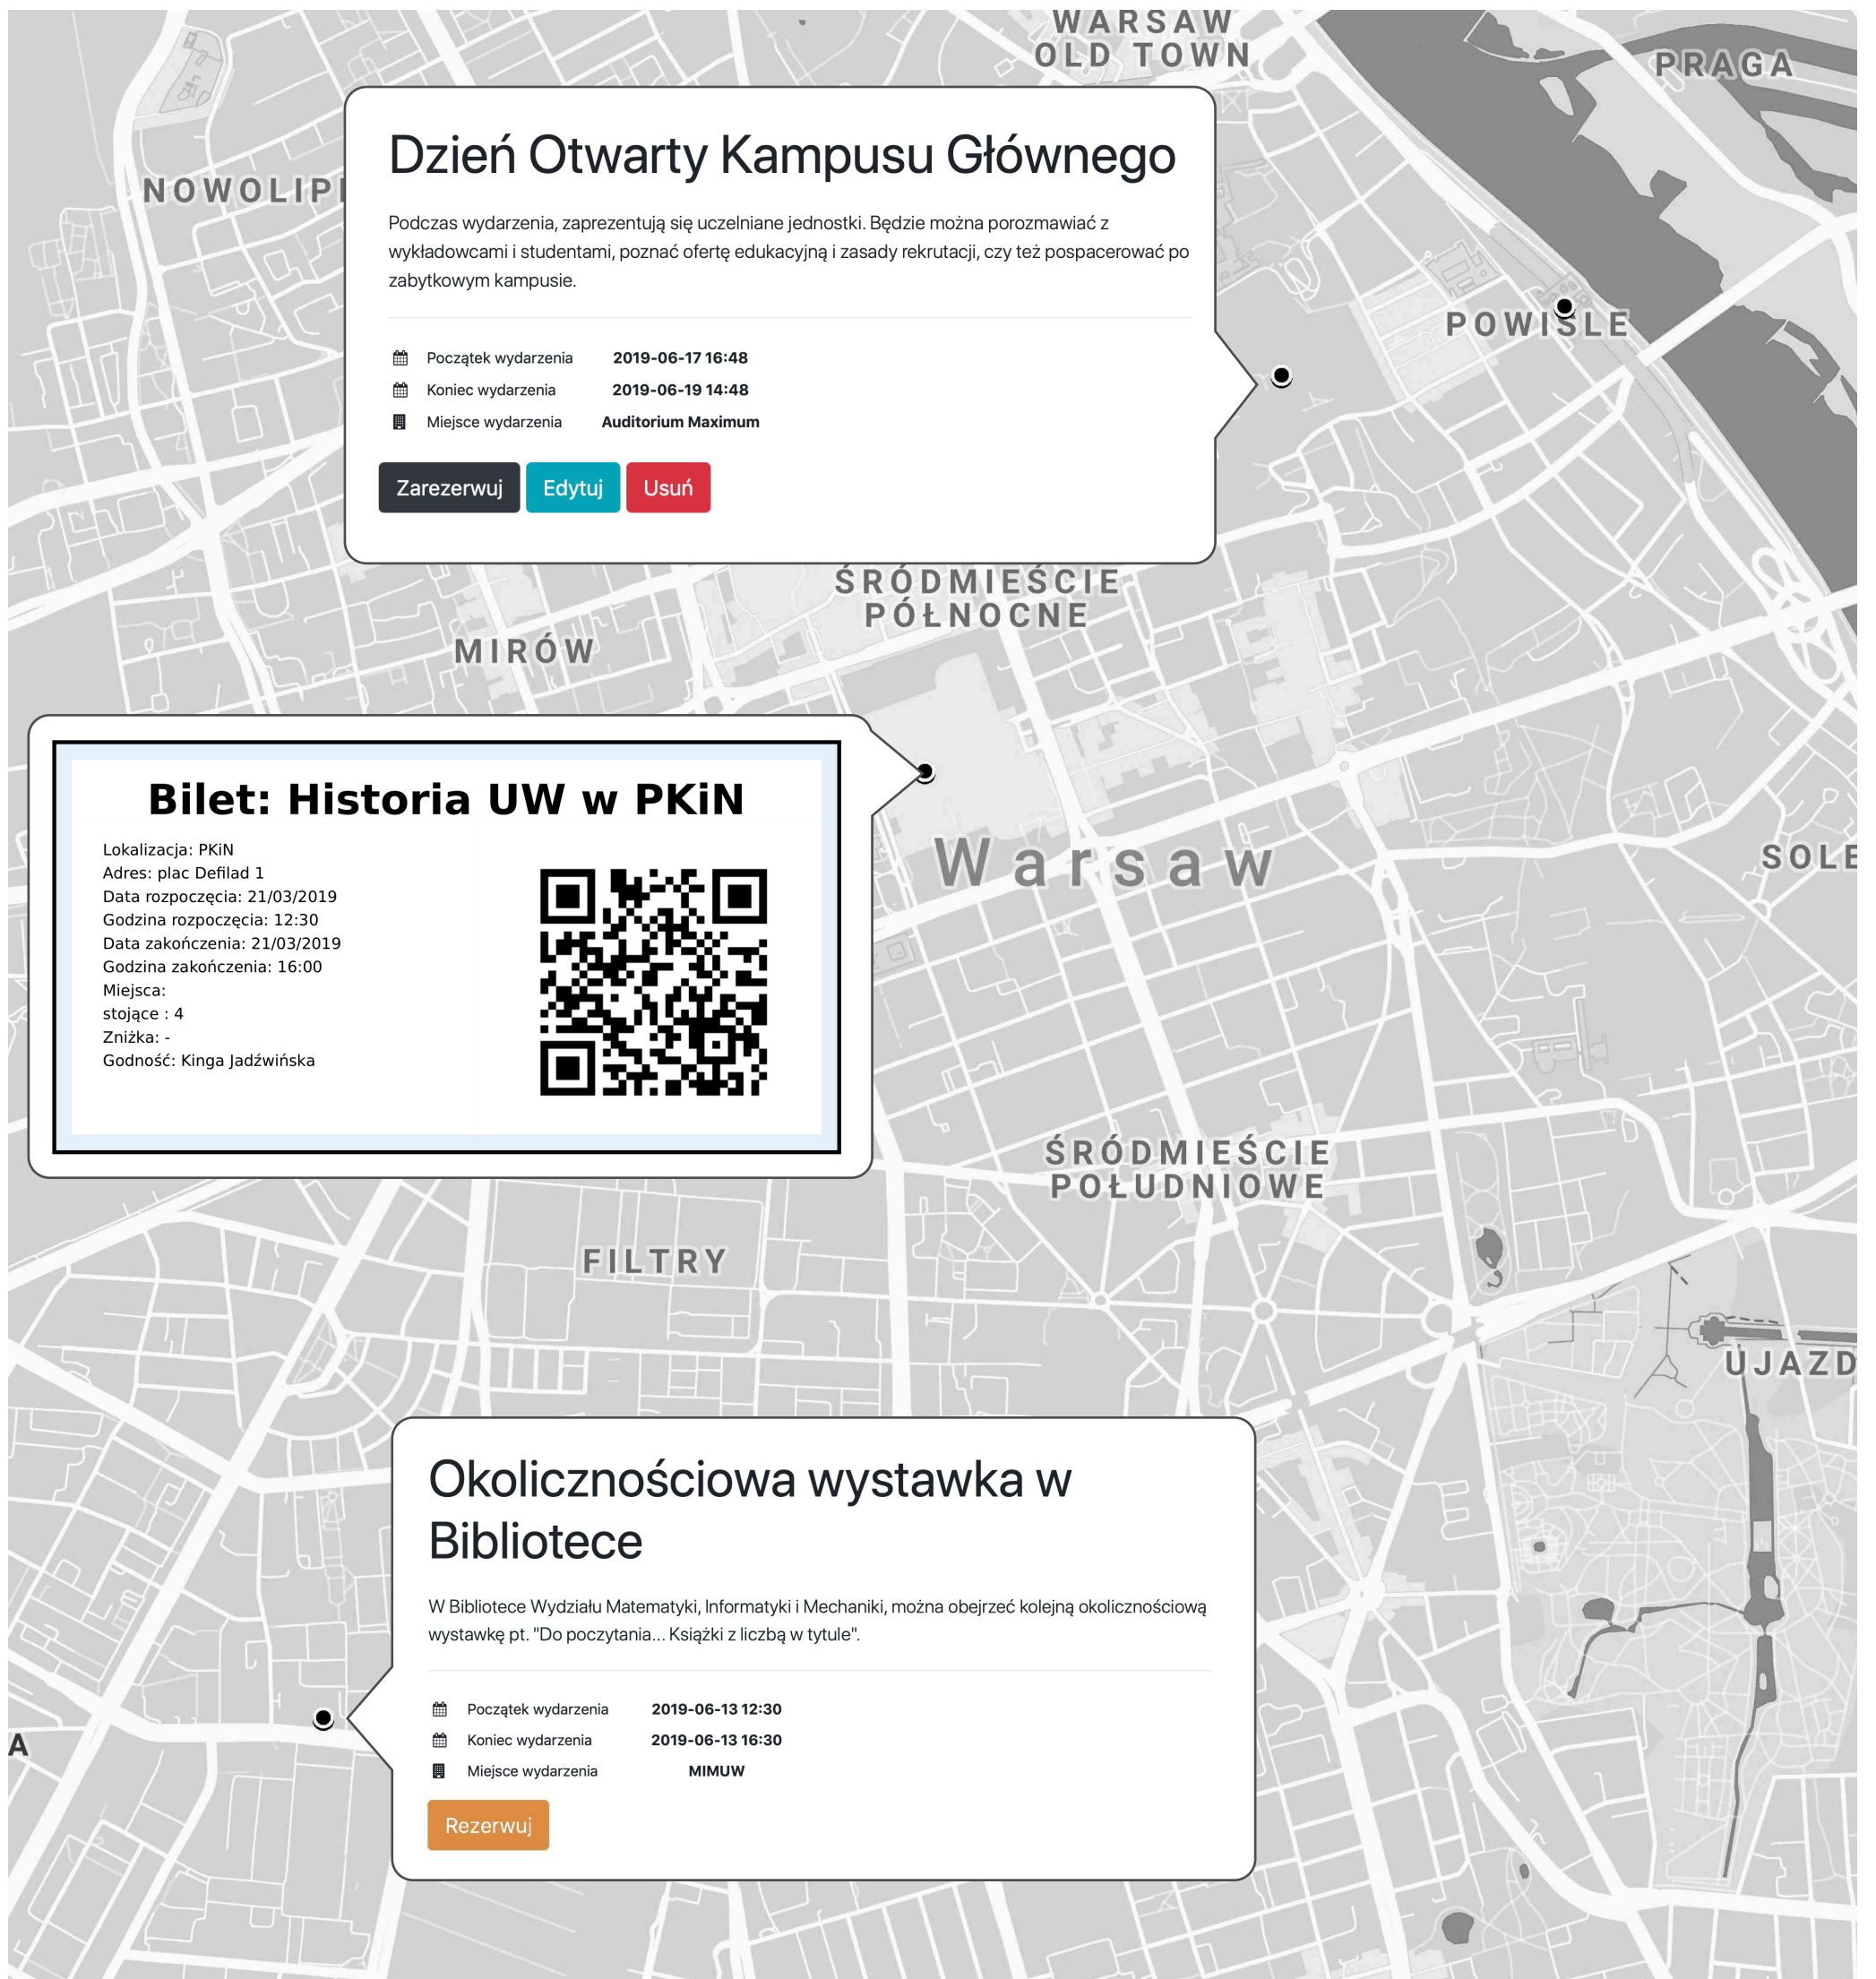 WARSAW
OLD TOWN
PRAGA
Dzień Otwarty Kampusu Głównego
NOWOLIPI
Podczas wydarzenia, zaprezentują się uczelniane jednostki. Będzie można porozmawiać z
wykładowcami i studentami, poznać ofertę edukacyjną i zasady rekrutacji, czy też pospacerować po
zabytkowym kampusie.
POWIŚLE
Początek wydarzenia 2019-06-17 16:48
Koniec wydarzenia 2019-06-19 14:48
Miejsce wydarzenia Auditorium Maximum
Zarezerwuj Edytuj Usuń
ŚRÓDMIEŚCIE
PÓŁNOCNE
MIRÓW
Bilet: Historia UW w PKiN
Lokalizacja: PKiN
Adres: plac Defilad 1
Data rozpoczęcia: 21/03/2019
Godzina rozpoczęcia: 12:30
Data zakończenia: 21/03/2019
Godzina zakończenia: 16:00
Miejsca:
stojące : 4
Zniżka: -
Godność: Kinga Jadźwińska
Warsaw
SOLE
ŚRÓDMIEŚCIE
POŁUDNIOWE
FILTRY
UJAZD
Okolicznościowa wystawka w
Bibliotece
W Bibliotece Wydziału Matematyki, Informatyki i Mechaniki, można obejrzeć kolejną okolicznościową
wystawkę pt. "Do poczytania... Książki z liczbą w tytule".
Początek wydarzenia 2019-06-13 12:30
Koniec wydarzenia 2019-06-13 16:30
Miejsce wydarzenia MIMUW
A
Rezerwuj